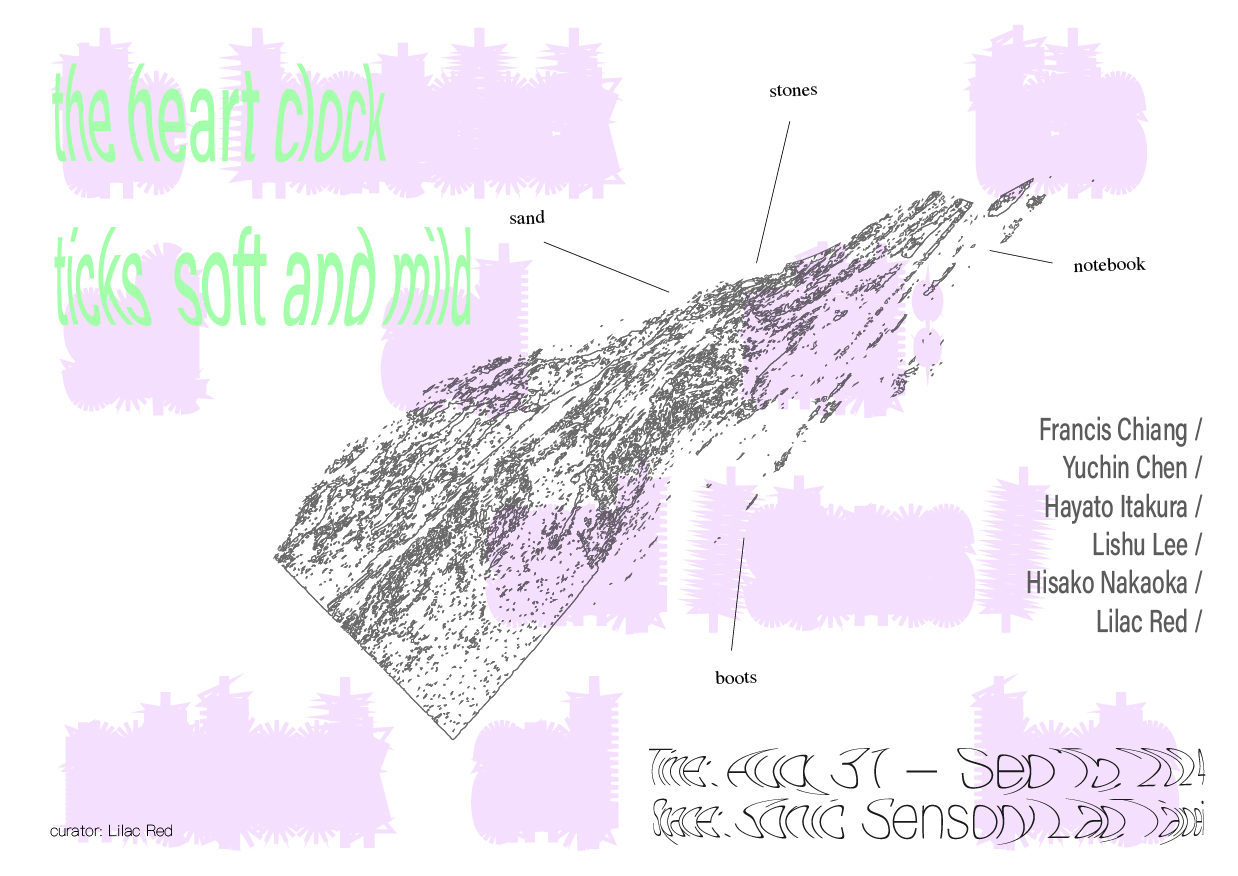 the heart clock
ticks soft and mild
stones
sand
notebook
boots
Francis Chiang /
Yuchin Chen /
Hayato Itakura /
Lishu Lee /
Hisako Nakaoka /
Lilac Red /
Time: Aug 31 – Sep 15, 2024
Space: Sonic Sensory Lab Taipei
curator: Lilac Red